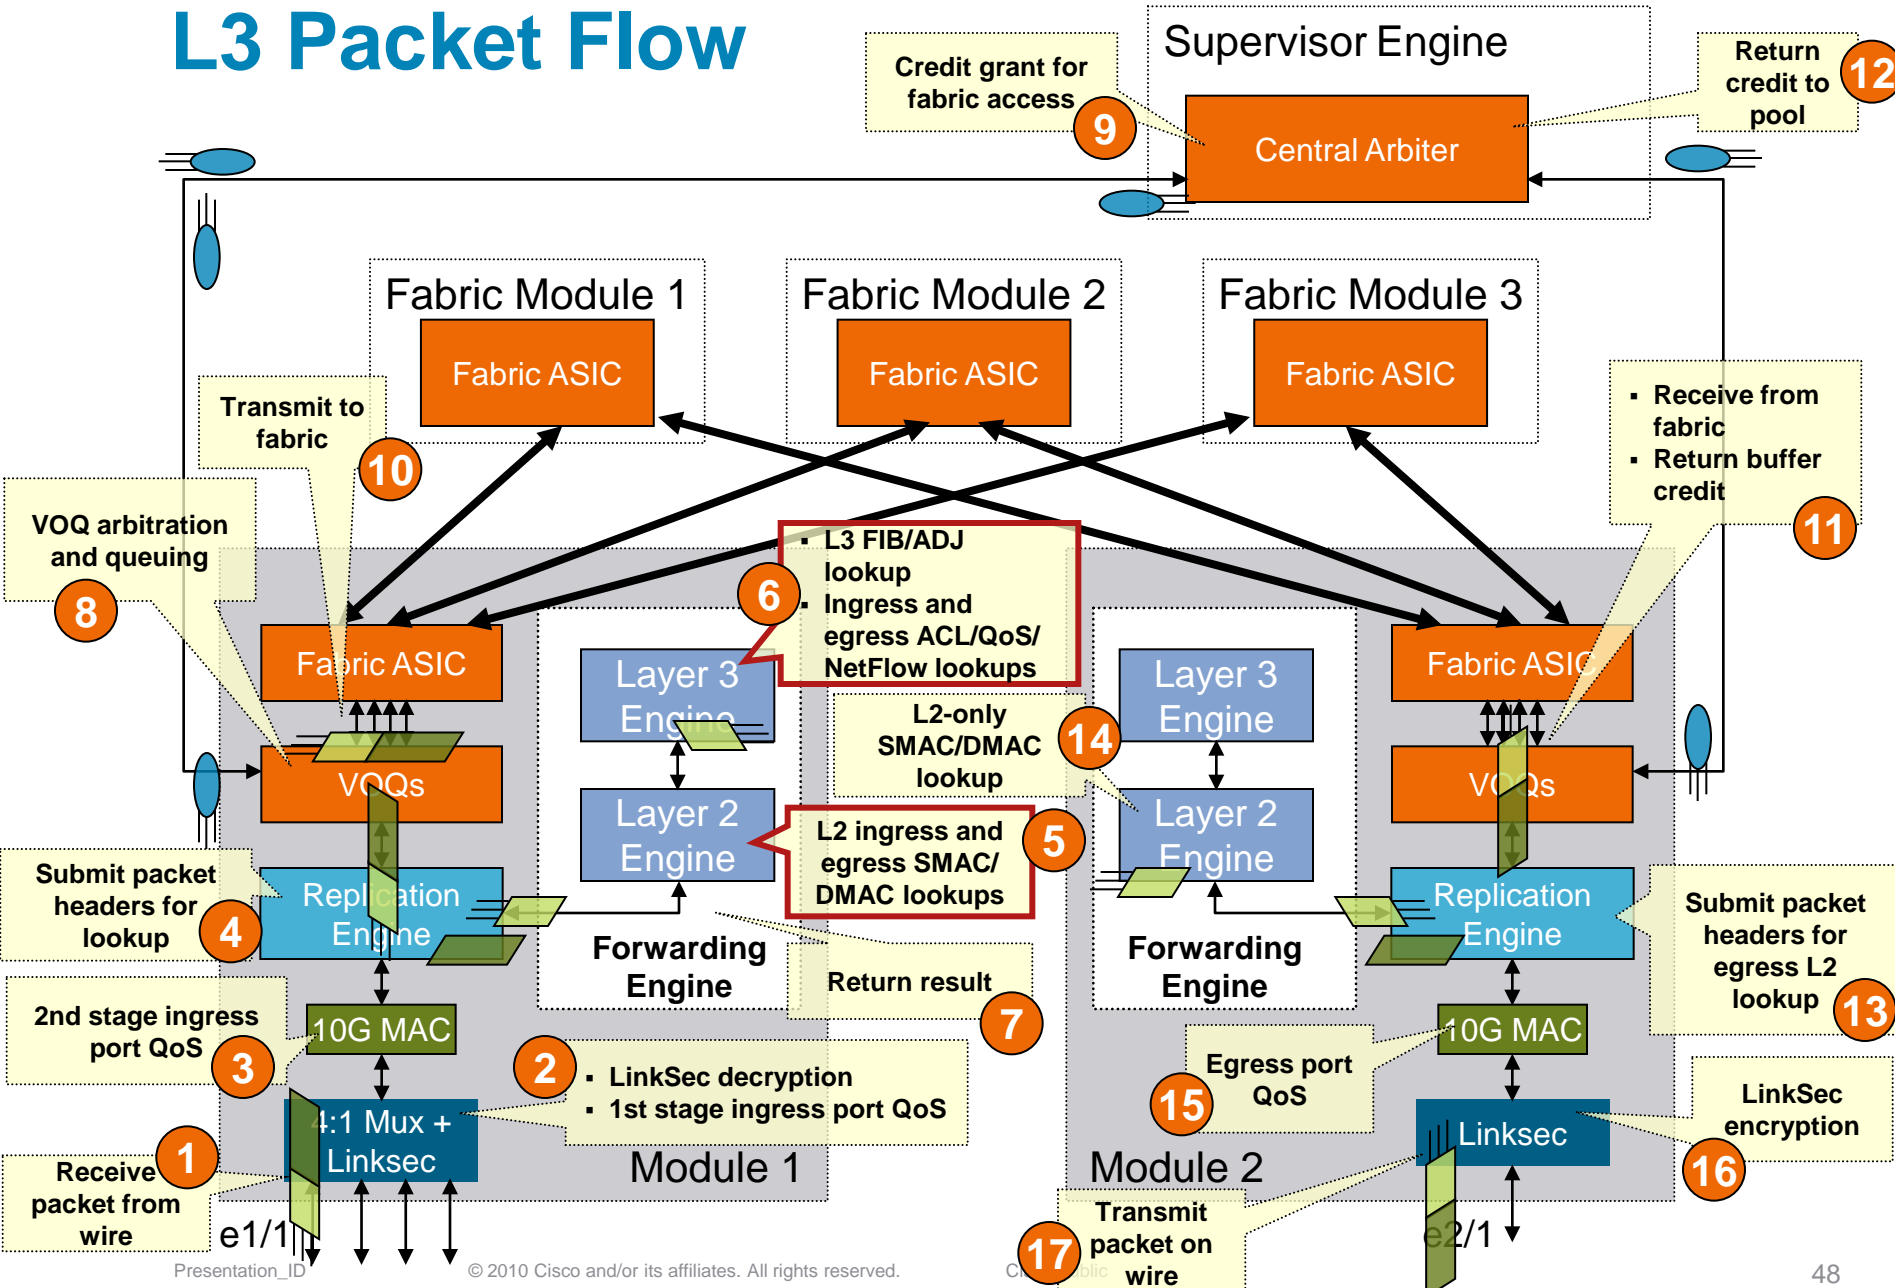 L3 Packet Flow
Supervisor Engine
Credit grant for
fabric access
9
Central Arbiter
Return
credit to
pool
12
Fabric Module 1
Fabric ASIC
Fabric Module 2
Fabric ASIC
Fabric Module 3
Fabric ASIC
Transmit to
fabric
10
▪ Receive from
fabric
▪ Return buffer
credit
11
VOQ arbitration
and queuing
8
▪ L3 FIB/ADJ
lookup
▪ Ingress and
egress ACL/QoS/
NetFlow lookups
6
Fabric ASIC
VOQs
Layer 3
Engine
Layer 2
Engine
L2-only
SMAC/DMAC
lookup
14
L2 ingress and
egress SMAC/
DMAC lookups
5
Layer 3
Engine
Layer 2
Engine
Fabric ASIC
VOQs
Submit packet
headers for
lookup
4
Replication
Engine
Forwarding
Engine
Return result
7
Forwarding
Engine
Replication
Engine
Submit packet
headers for
egress L2
lookup
13
2nd stage ingress
port QoS
3
10G MAC
2
▪ LinkSec decryption
▪ 1st stage ingress port QoS
Egress port
QoS
15
10G MAC
LinkSec
encryption
16
4:1 Mux +
Linksec
Module 1
Module 2
Linksec
1
Receive
packet from
wire
e1/1
17
Transmit
packet on
wire
e2/1
Presentation_ID
© 2010 Cisco and/or its affiliates. All rights reserved.
48